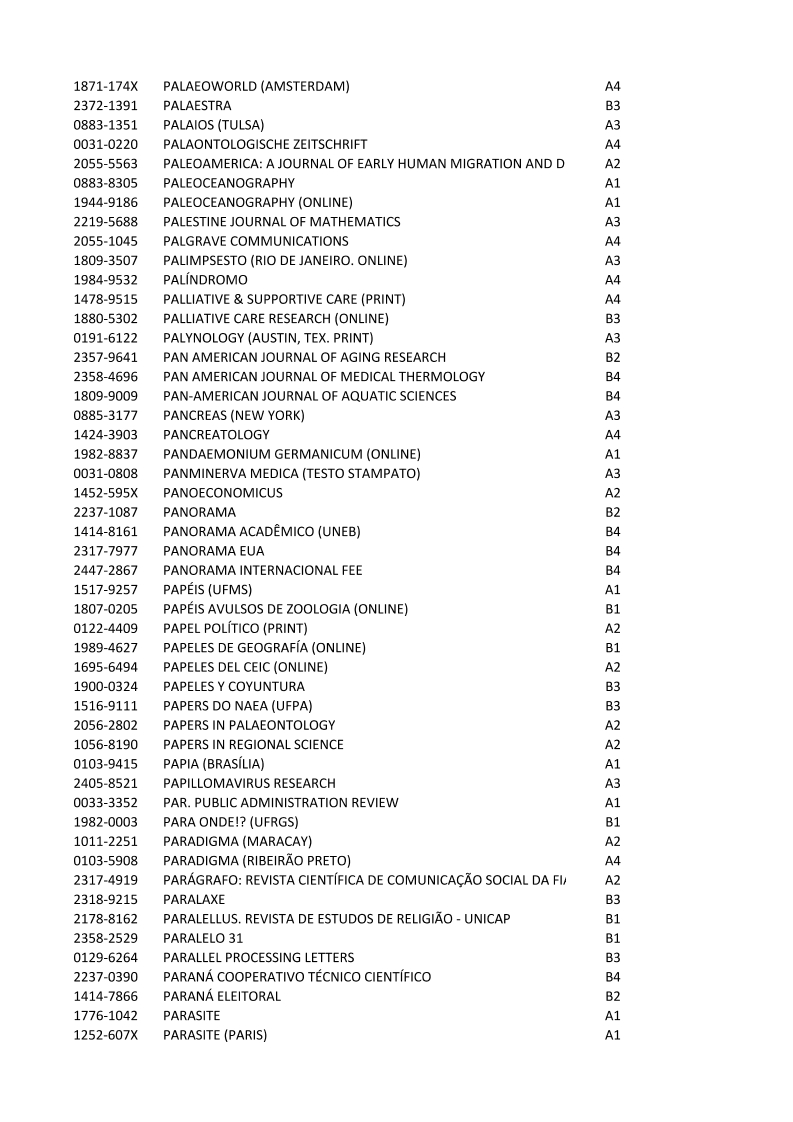 1871-174X PALAEOWORLD (AMSTERDAM) A4
2372-1391 PALAESTRA B3
0883-1351 PALAIOS (TULSA) A3
0031-0220 PALAONTOLOGISCHE ZEITSCHRIFT A4
2055-5563 PALEOAMERICA: A JOURNAL OF EARLY HUMAN MIGRATION AND D A2
0883-8305 PALEOCEANOGRAPHY A1
1944-9186 PALEOCEANOGRAPHY (ONLINE) A1
2219-5688 PALESTINE JOURNAL OF MATHEMATICS A3
2055-1045 PALGRAVE COMMUNICATIONS A4
1809-3507 PALIMPSESTO (RIO DE JANEIRO. ONLINE) A3
1984-9532 PALÍNDROMO A4
1478-9515 PALLIATIVE & SUPPORTIVE CARE (PRINT) A4
1880-5302 PALLIATIVE CARE RESEARCH (ONLINE) B3
0191-6122 PALYNOLOGY (AUSTIN, TEX. PRINT) A3
2357-9641 PAN AMERICAN JOURNAL OF AGING RESEARCH B2
2358-4696 PAN AMERICAN JOURNAL OF MEDICAL THERMOLOGY B4
1809-9009 PAN-AMERICAN JOURNAL OF AQUATIC SCIENCES B4
0885-3177 PANCREAS (NEW YORK) A3
1424-3903 PANCREATOLOGY A4
1982-8837 PANDAEMONIUM GERMANICUM (ONLINE) A1
0031-0808 PANMINERVA MEDICA (TESTO STAMPATO) A3
1452-595X PANOECONOMICUS A2
2237-1087 PANORAMA B2
1414-8161 PANORAMA ACADÊMICO (UNEB) B4
2317-7977 PANORAMA EUA B4
2447-2867 PANORAMA INTERNACIONAL FEE B4
1517-9257 PAPÉIS (UFMS) A1
1807-0205 PAPÉIS AVULSOS DE ZOOLOGIA (ONLINE) B1
0122-4409 PAPEL POLÍTICO (PRINT) A2
1989-4627 PAPELES DE GEOGRAFÍA (ONLINE) B1
1695-6494 PAPELES DEL CEIC (ONLINE) A2
1900-0324 PAPELES Y COYUNTURA B3
1516-9111 PAPERS DO NAEA (UFPA) B3
2056-2802 PAPERS IN PALAEONTOLOGY A2
1056-8190 PAPERS IN REGIONAL SCIENCE A2
0103-9415 PAPIA (BRASÍLIA) A1
2405-8521 PAPILLOMAVIRUS RESEARCH A3
0033-3352 PAR. PUBLIC ADMINISTRATION REVIEW A1
1982-0003 PARA ONDE!? (UFRGS) B1
1011-2251 PARADIGMA (MARACAY) A2
0103-5908 PARADIGMA (RIBEIRÃO PRETO) A4
2317-4919 PARÁGRAFO: REVISTA CIENTÍFICA DE COMUNICAÇÃO SOCIAL DA A2
2318-9215 PARALAXE B3
2178-8162 PARALELLUS. REVISTA DE ESTUDOS DE RELIGIÃO - UNICAP B1
2358-2529 PARALELO 31 B1
0129-6264 PARALLEL PROCESSING LETTERS B3
2237-0390 PARANÁ COOPERATIVO TÉCNICO CIENTÍFICO B4
1414-7866 PARANÁ ELEITORAL B2
1776-1042 PARASITE A1
1252-607X PARASITE (PARIS) A1